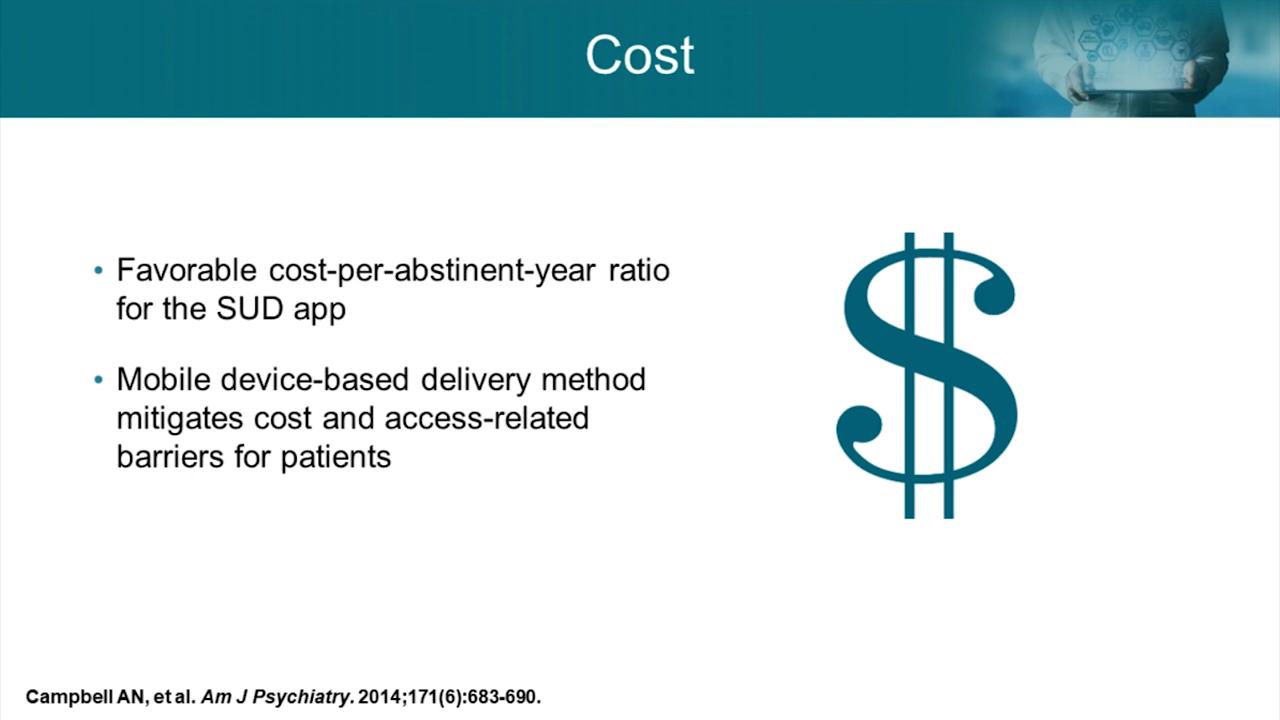 Cost
• Favorable cost-per-abstinent-year ratio
for the SUD app
• Mobile device-based delivery method
mitigates cost and access-related
barriers for patients
$
Campbell AN, et al. Am J Psychiatry. 2014;171(6):683-690.